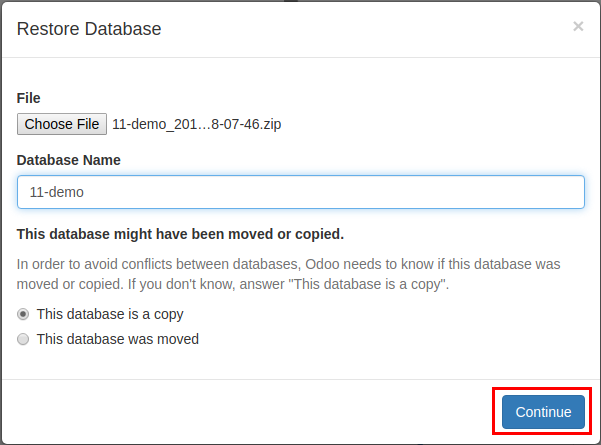 Restore Database ×
File
Choose File 11-demo_201…8-07-46.zip
Database Name
11-demo
This database might have been moved or copied.
In order to avoid conflicts between databases, Odoo needs to know if this database was
moved or copied. If you don't know, answer "This database is a copy".
This database is a copy
This database was moved
Continue